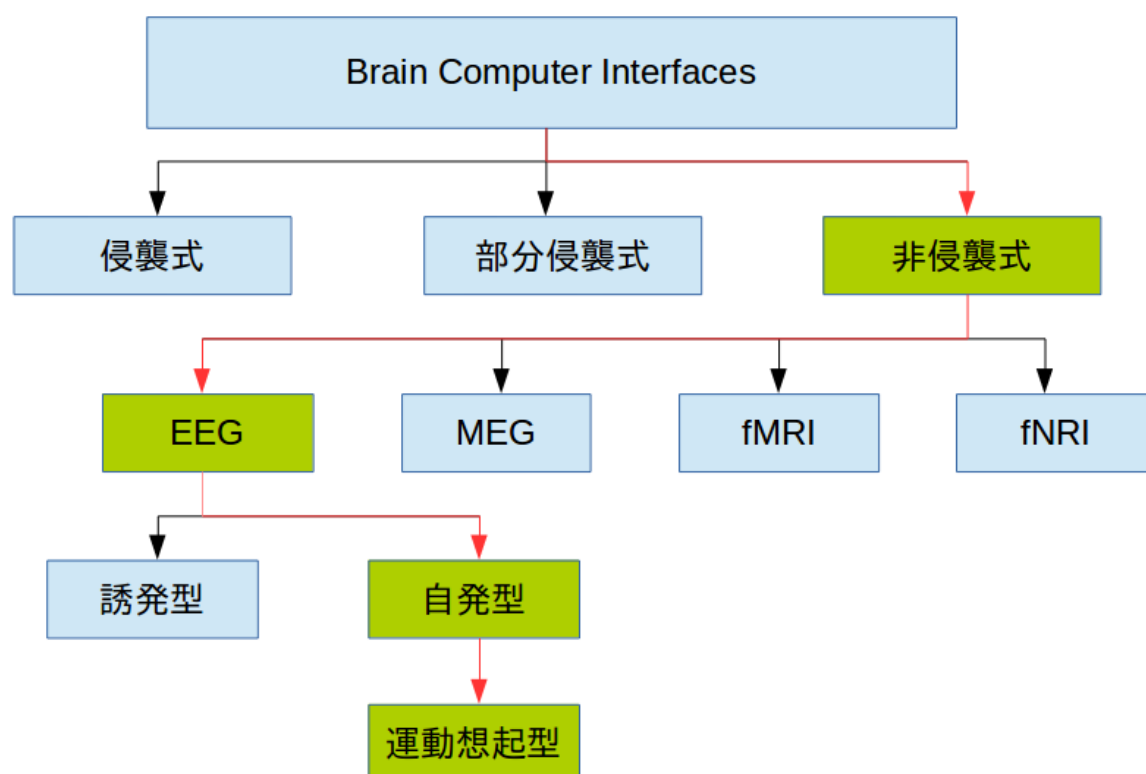 Brain Computer Interfaces
侵襲式
部分侵襲式
非侵襲式
EEG
MEG
fMRI
fNRI
誘発型
自発型
運動想起型